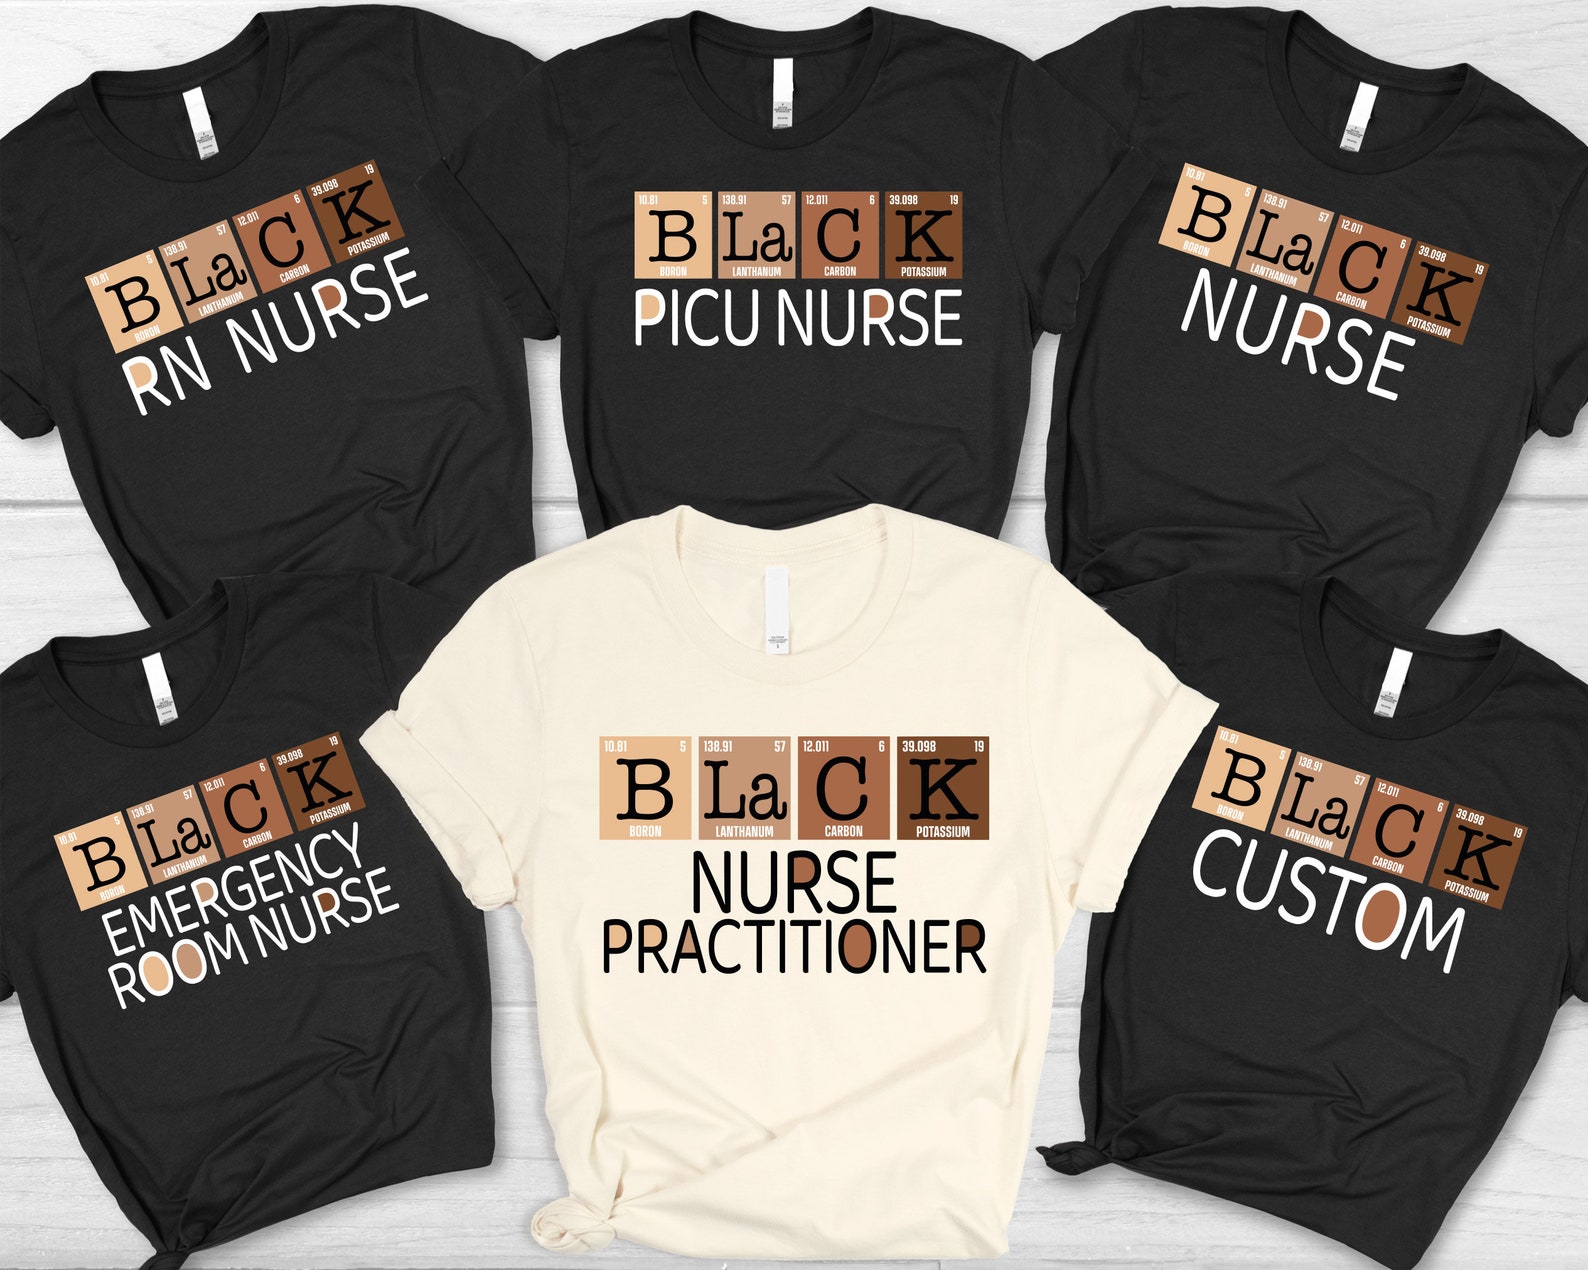 10.81 5 138.91 57 12.011 6 39.098 19
B La C K
BORON LANTHANUM CARBON POTASSIUM
RN NURSE
10.81 5 138.91 57 12.011 6 39.098 19
B La C K
BORON LANTHANUM CARBON POTASSIUM
PICU NURSE
10.81 5 138.91 57 12.011 6 39.098 19
B La C K
BORON LANTHANUM CARBON POTASSIUM
NURSE
10.81 5 138.91 57 12.011 6 39.098 19
B La C K
BORON LANTHANUM CARBON POTASSIUM
EMERGENCY
ROOM NURSE
10.81 5 138.91 57 12.011 6 39.098 19
B La C K
BORON LANTHANUM CARBON POTASSIUM
NURSE
PRACTITIONER
10.81 5 138.91 57 12.011 6 39.098 19
B La C K
BORON LANTHANUM CARBON POTASSIUM
CUSTOM